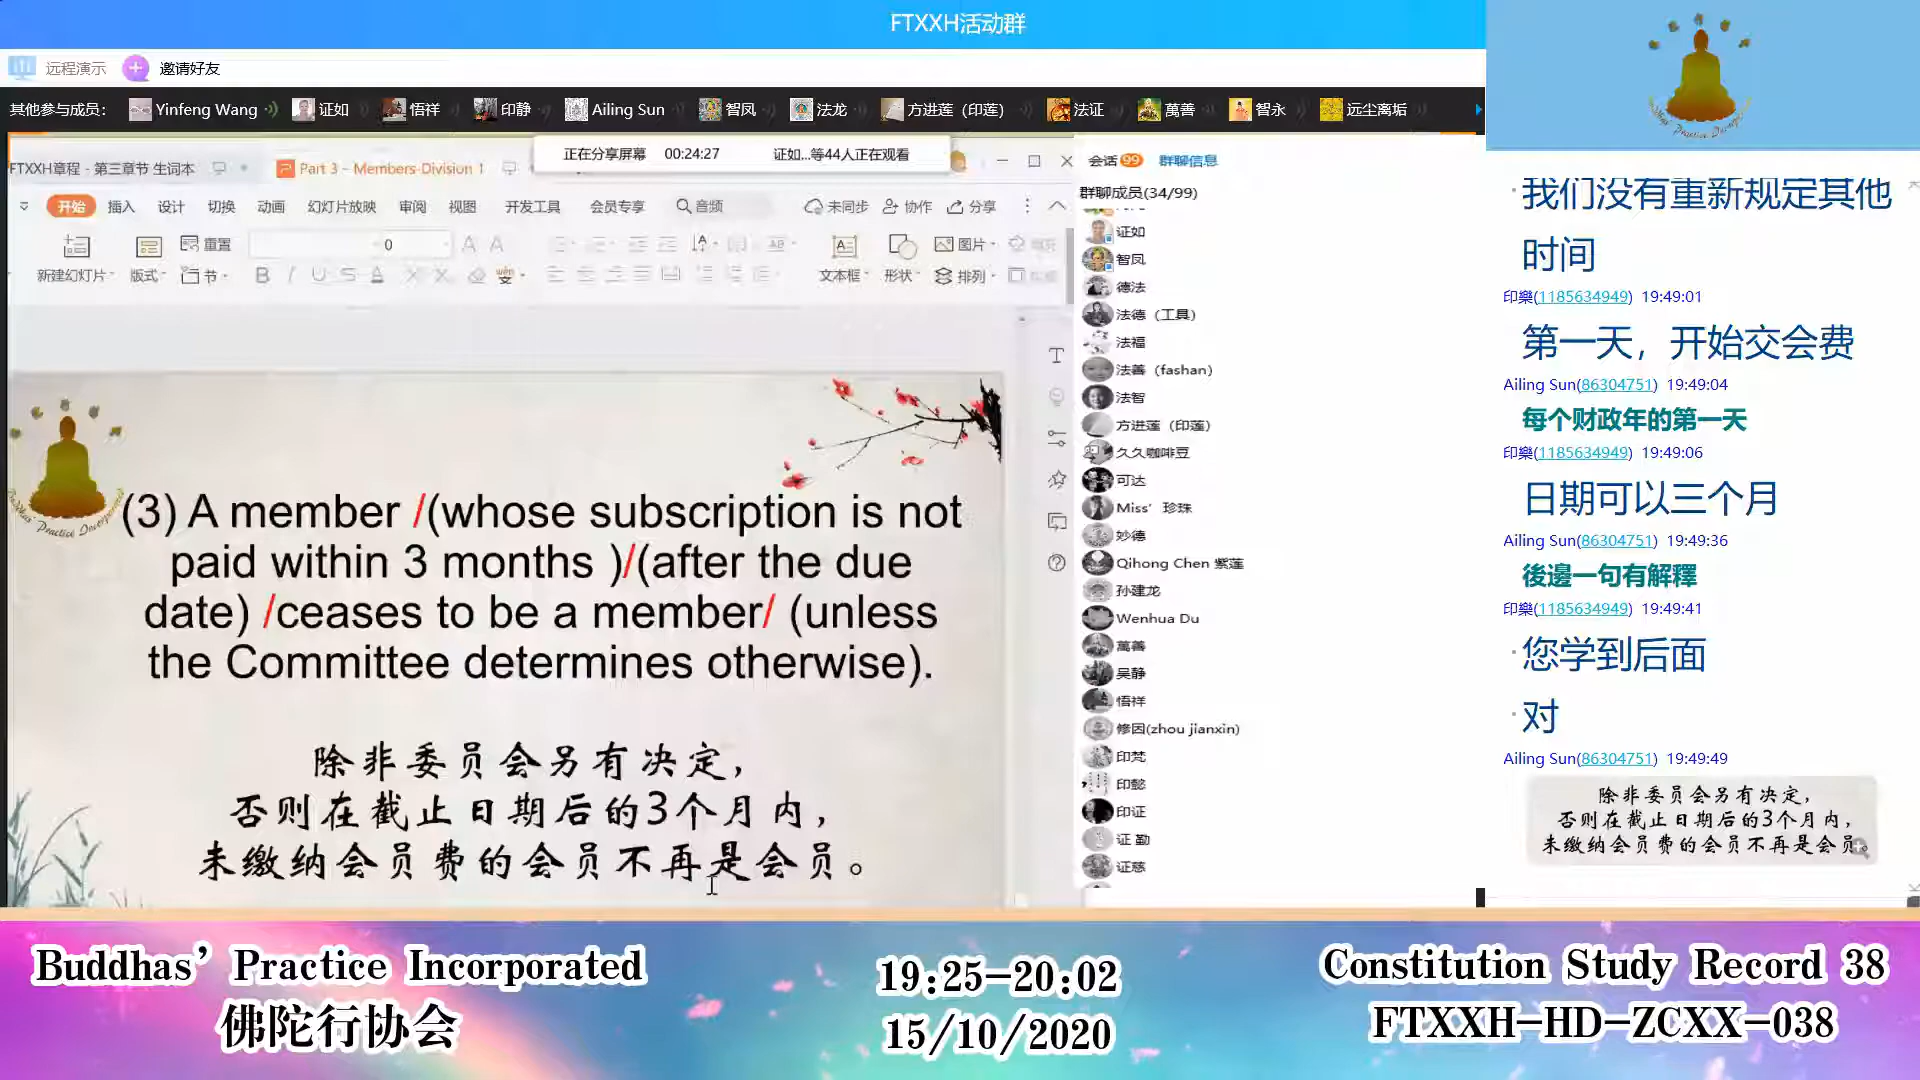 FTXXH活动群
远程演示 邀请好友
其他参与成员： Yinfeng Wang 证如 悟祥 印静 Ailing Sun 智凤 法龙 方进莲（印莲） 法证 萬善 智永 远尘离垢
正在分享屏幕 00:24:27 证如...等44人正在观看
FTXXH章程 - 第三章节 生词本 Part 3 - Members-Division 1
开始 插入 设计 切换 动画 幻灯片放映 审阅 视图 开发工具 会员专享 音频 未同步 协作 分享
新建幻灯片 版式 重置 节 0 文本框 形状 图片 排列
(3) A member /(whose subscription is not
paid within 3 months )/(after the due
date) /ceases to be a member/ (unless
the Committee determines otherwise).
除非委员会另有决定，
否则在截止日期后的3个月内，
未缴纳会员费的会员不再是会员。
会话 99 群聊信息
群聊成员(34/99)
证如
智凤
德法
法德（工具）
法福
法善（fashan）
法智
方进莲（印莲）
久久咖啡豆
可达
Miss’ 珍珠
妙德
Qihong Chen 紫莲
孙建龙
Wenhua Du
萬善
吴静
悟祥
修因(zhou jianxin)
印梵
印懿
印证
证 勤
证慈
我们没有重新规定其他
时间
印樂(1185634949) 19:49:01
第一天，开始交会费
Ailing Sun(86304751) 19:49:04
每个财政年的第一天
印樂(1185634949) 19:49:06
日期可以三个月
Ailing Sun(86304751) 19:49:36
後邊一句有解釋
印樂(1185634949) 19:49:41
您学到后面
对
Ailing Sun(86304751) 19:49:49
除非委员会另有决定，
否则在截止日期后的3个月内，
未缴纳会员费的会员不再是会员。
Buddhas’ Practice Incorporated
佛陀行协会
19:25-20:02
15/10/2020
Constitution Study Record 38
FTXXH-HD-ZCXX-038